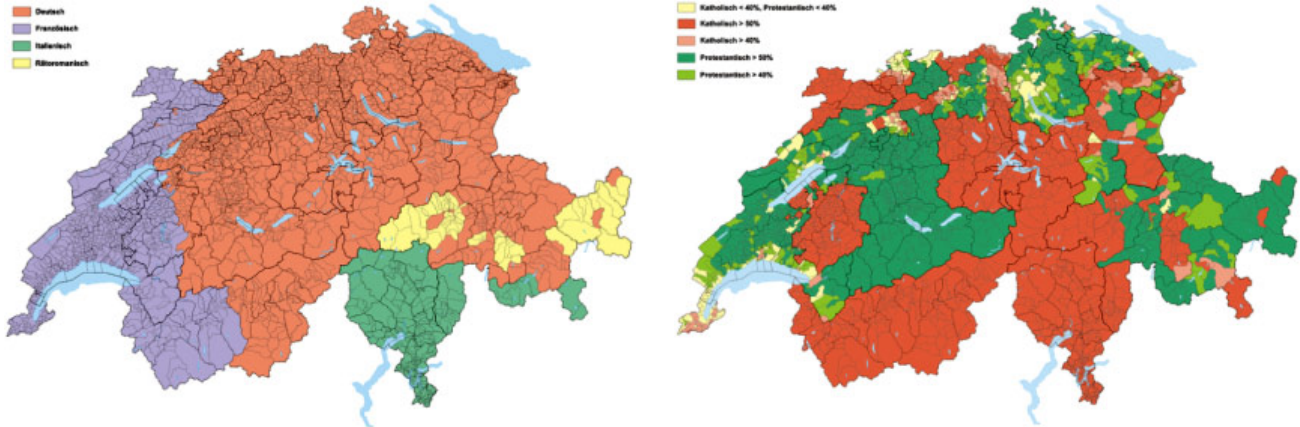 Deutsch
Französisch
Italienisch
Rätoromanisch
Katholisch < 40%, Protestantisch < 40%
Katholisch > 50%
Katholisch > 40%
Protestantisch > 50%
Protestantisch > 40%